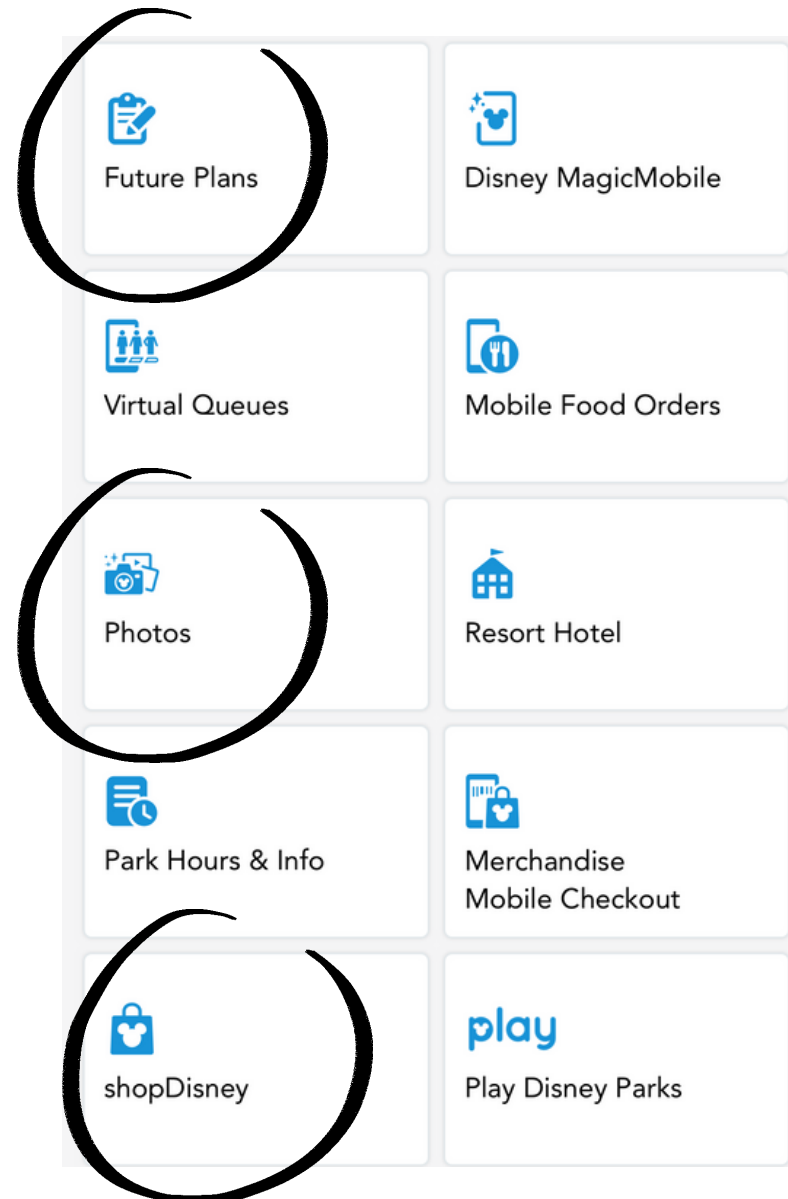 Future Plans
Disney MagicMobile
Virtual Queues
Mobile Food Orders
Photos
Resort Hotel
Park Hours & Info
Merchandise
Mobile Checkout
shopDisney
play
Play Disney Parks